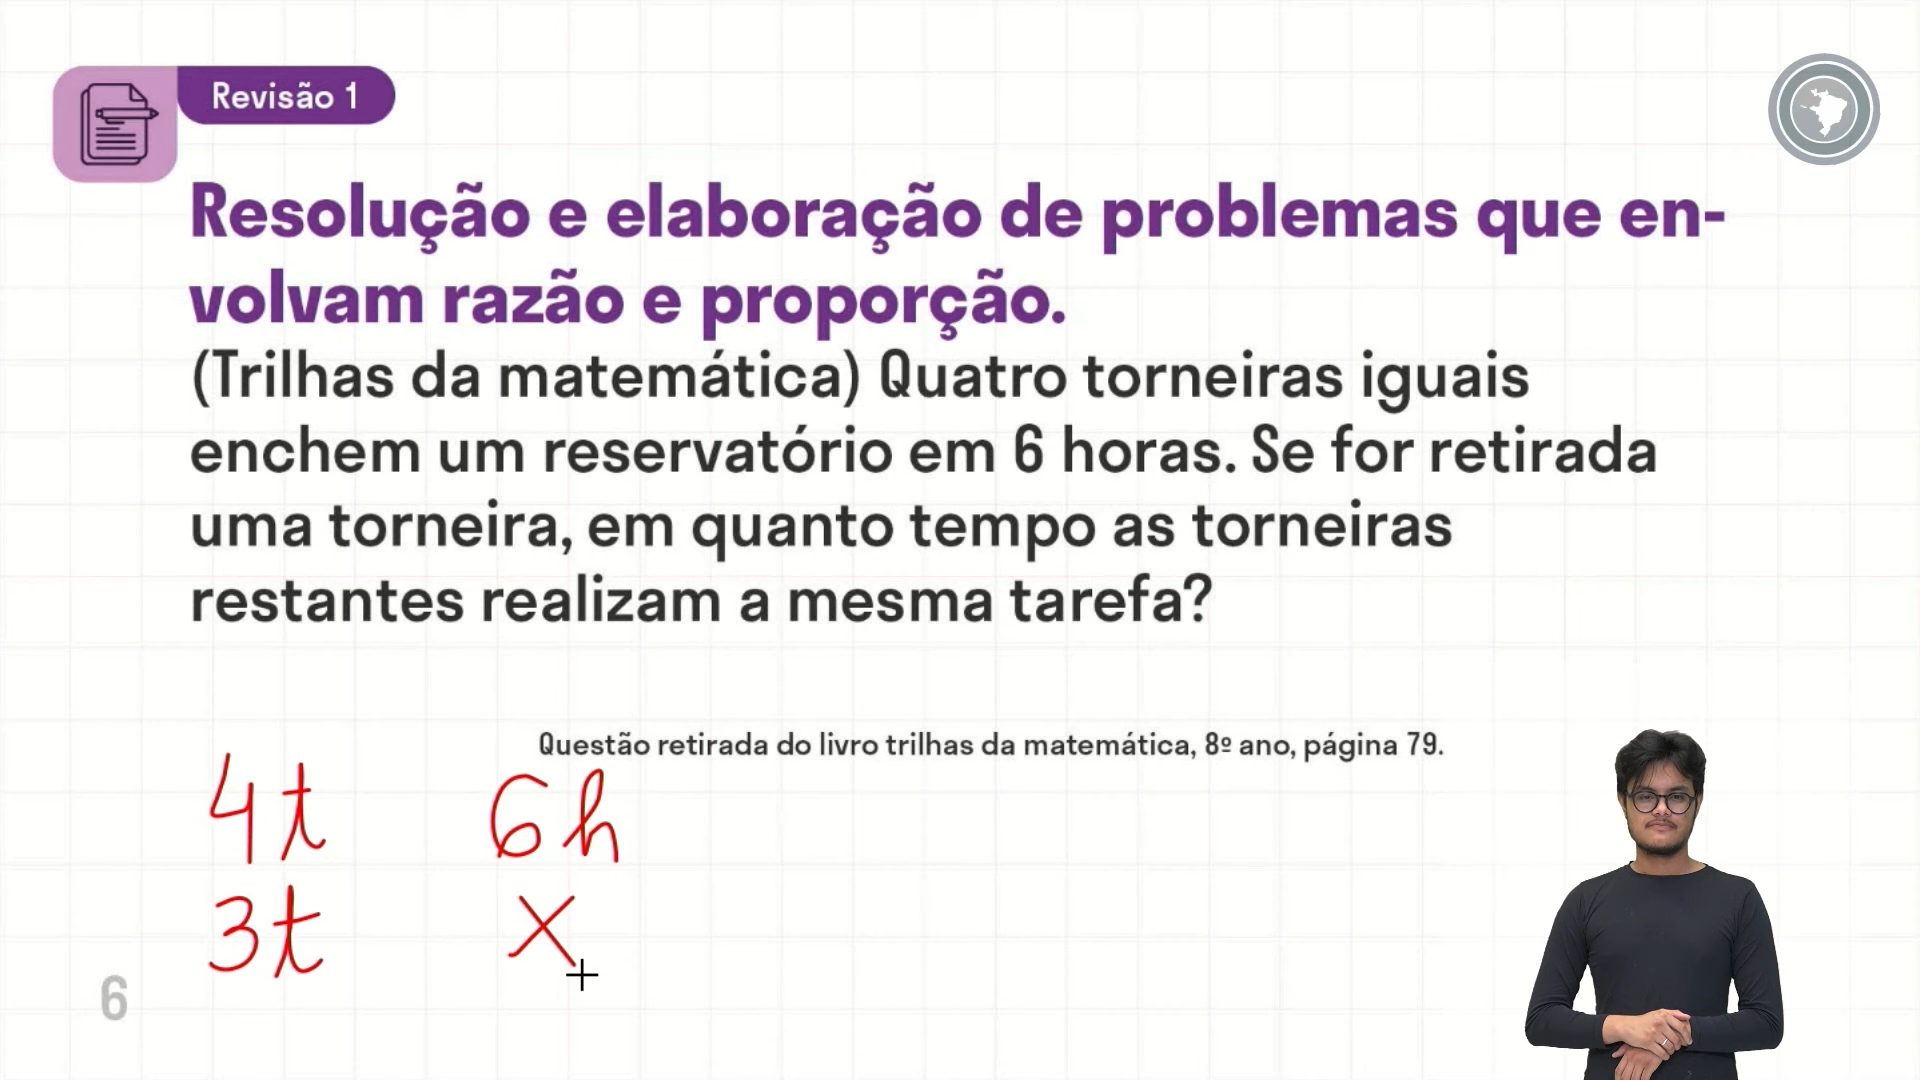 Revisão 1
Resolução e elaboração de problemas que en-
volvam razão e proporção.
(Trilhas da matemática) Quatro torneiras iguais
enchem um reservatório em 6 horas. Se for retirada
uma torneira, em quanto tempo as torneiras
restantes realizam a mesma tarefa?
Questão retirada do livro trilhas da matemática, 8º ano, página 79.
4t 6h
3t x
6